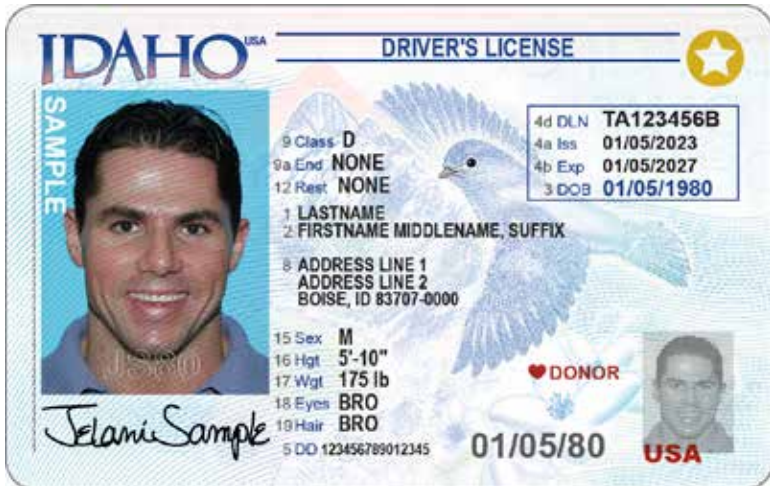 IDAHO USA
DRIVER'S LICENSE
SAMPLE
4d DLN TA123456B
4a Iss 01/05/2023
4b Exp 01/05/2027
3 DOB 01/05/1980
9 Class D
9a End NONE
12 Rest NONE
1 LASTNAME
2 FIRSTNAME MIDDLENAME, SUFFIX
8 ADDRESS LINE 1
ADDRESS LINE 2
BOISE, ID 83707-0000
15 Sex M
16 Hgt 5'-10"
17 Wgt 175 lb
18 Eyes BRO
19 Hair BRO
5 DD 123456789012345
DONOR
01/05/80
USA
JS80
Jelani Sample